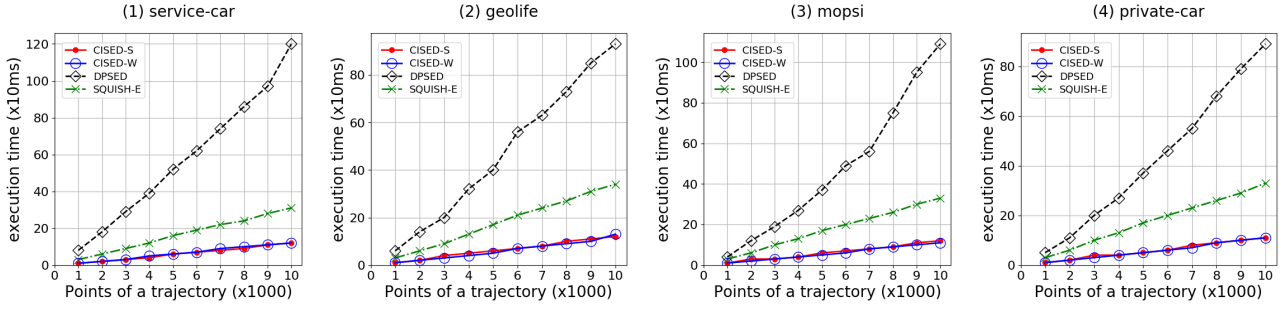 (1) service-car
execution time (x10ms)
120
100
80
60
40
20
0
CISED-S
CISED-W
DPSED
SQUISH-E
0 1 2 3 4 5 6 7 8 9 10
Points of a trajectory (x1000)
(2) geolife
execution time (x10ms)
80
60
40
20
0
CISED-S
CISED-W
DPSED
SQUISH-E
0 1 2 3 4 5 6 7 8 9 10
Points of a trajectory (x1000)
(3) mopsi
execution time (x10ms)
100
80
60
40
20
0
CISED-S
CISED-W
DPSED
SQUISH-E
0 1 2 3 4 5 6 7 8 9 10
Points of a trajectory (x1000)
(4) private-car
execution time (x10ms)
80
60
40
20
0
CISED-S
CISED-W
DPSED
SQUISH-E
0 1 2 3 4 5 6 7 8 9 10
Points of a trajectory (x1000)